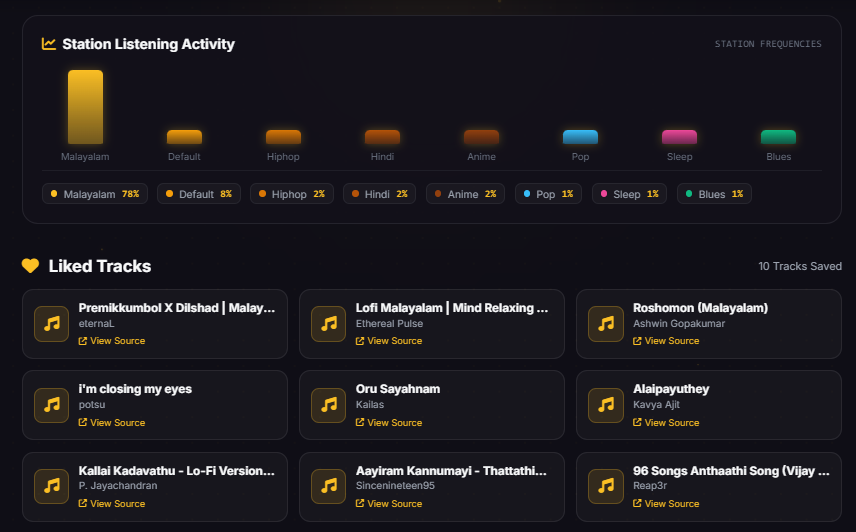 Station Listening Activity
STATION FREQUENCIES
Malayalam Default Hiphop Hindi Anime Pop Sleep Blues
Malayalam 78% Default 8% Hiphop 2% Hindi 2% Anime 2% Pop 1% Sleep 1% Blues 1%
Liked Tracks
10 Tracks Saved
Premikkumbol X Dilshad | Malay...
eternaL
View Source
Lofi Malayalam | Mind Relaxing ...
Ethereal Pulse
View Source
Roshomon (Malayalam)
Ashwin Gopakumar
View Source
i'm closing my eyes
potsu
View Source
Oru Sayahnam
Kailas
View Source
Alaipayuthey
Kavya Ajit
View Source
Kallai Kadavathu - Lo-Fi Version...
P. Jayachandran
View Source
Aayiram Kannumayi - Thattathi...
Sincenineteen95
View Source
96 Songs Anthaathi Song (Vijay ...
Reap3r
View Source